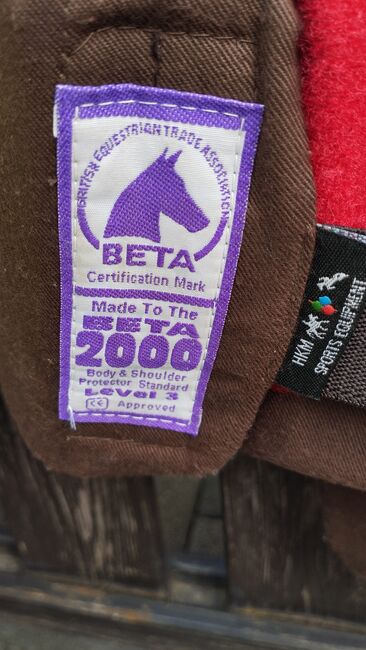 BRITISH EQUESTRIAN TRADE ASSOCIATION
BETA
Certification Mark
Made To The
BETA
2000
Body & Shoulder
Protector Standard
Level 3
CE Approved
HKM
SPORTS EQUIPMENT